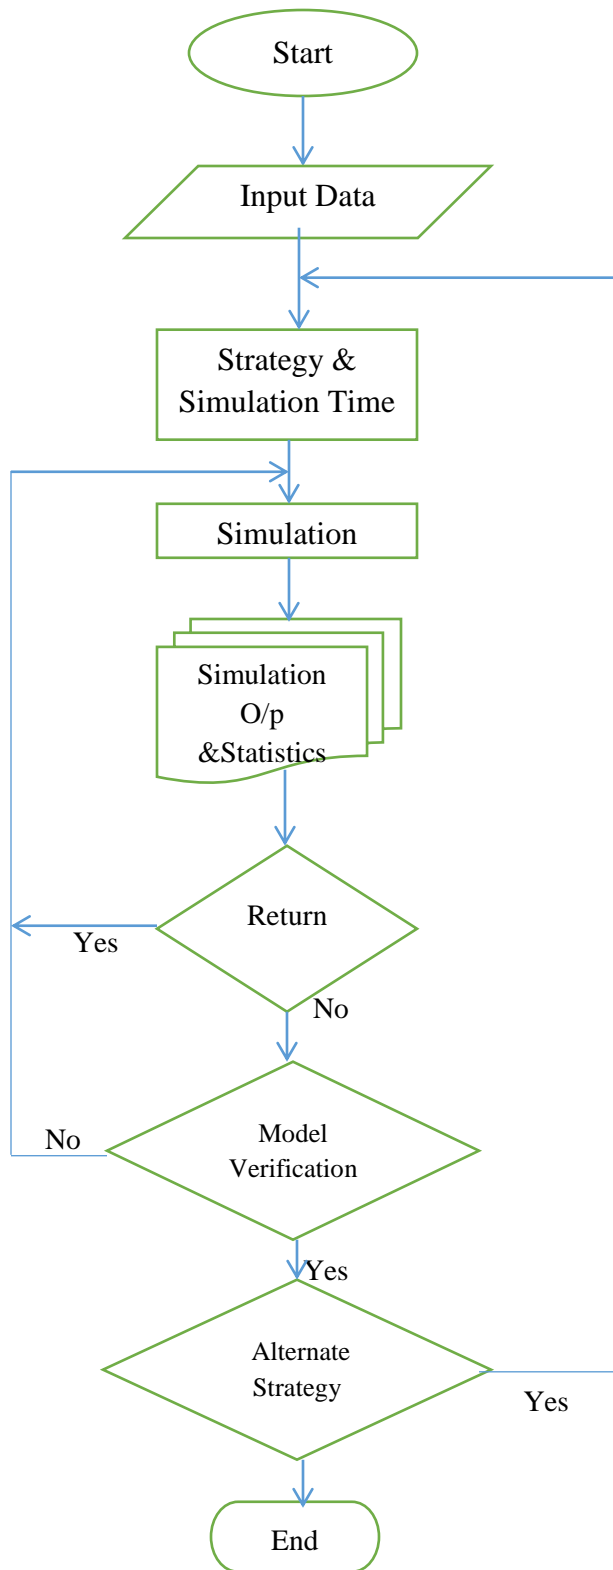 Start
Input Data
Strategy &
Simulation Time
Simulation
Simulation
O/p
&Statistics
Return
Yes
No
Model
Verification
No
Yes
Alternate
Strategy
Yes
End